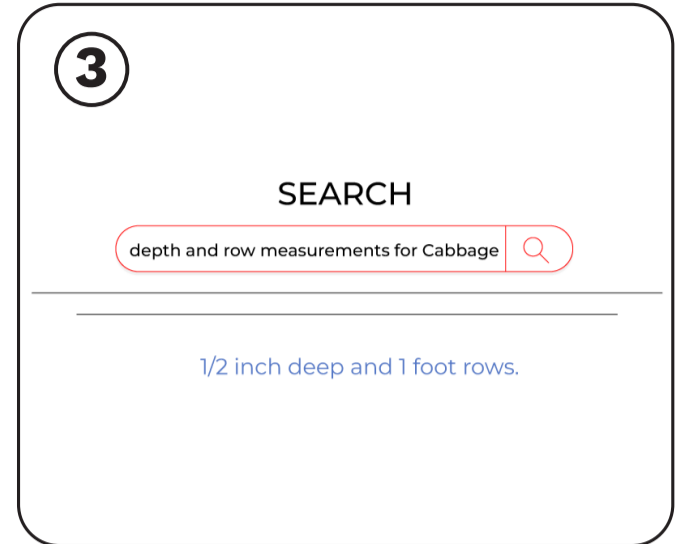 3
SEARCH
depth and row measurements for Cabbage
1/2 inch deep and 1 foot rows.